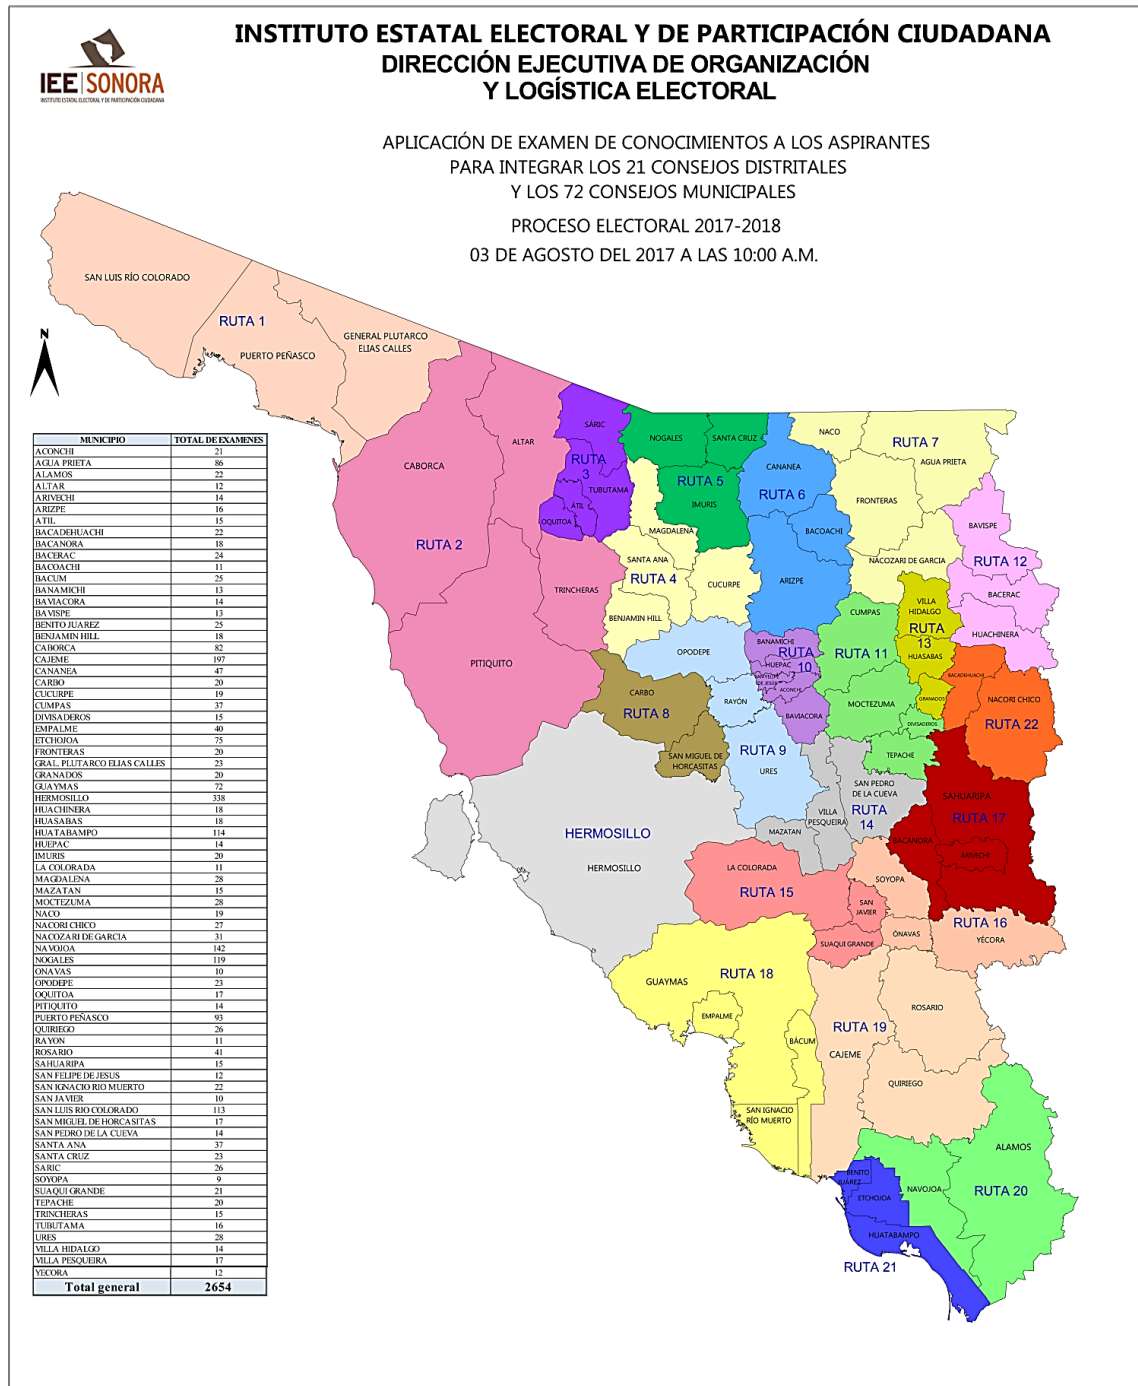 IEE|SONORA
INSTITUTO ESTATAL ELECTORAL Y DE PARTICIPACIÓN CIUDADANA
INSTITUTO ESTATAL ELECTORAL Y DE PARTICIPACIÓN CIUDADANA
DIRECCIÓN EJECUTIVA DE ORGANIZACIÓN
Y LOGÍSTICA ELECTORAL
APLICACIÓN DE EXAMEN DE CONOCIMIENTOS A LOS ASPIRANTES
PARA INTEGRAR LOS 21 CONSEJOS DISTRITALES
Y LOS 72 CONSEJOS MUNICIPALES
PROCESO ELECTORAL 2017-2018
03 DE AGOSTO DEL 2017 A LAS 10:00 A.M.
N
MUNICIPIO TOTAL DE EXAMENES
ACONCHI 21
AGUA PRIETA 86
ALAMOS 22
ALTAR 12
ARIVECHI 14
ARIZPE 16
ATIL 15
BACADEHUACHI 22
BACANORA 18
BACERAC 24
BACOACHI 11
BACUM 25
BANAMICHI 13
BAVIACORA 14
BAVISPE 13
BENITO JUAREZ 25
BENJAMIN HILL 18
CABORCA 82
CAJEME 197
CANANEA 47
CARBO 20
CUCURPE 19
CUMPAS 37
DIVISADEROS 15
EMPALME 40
ETCHOJOA 75
FRONTERAS 20
GRAL. PLUTARCO ELIAS CALLES 23
GRANADOS 20
GUAYMAS 72
HERMOSILLO 338
HUACHINERA 18
HUASABAS 18
HUATABAMPO 114
HUEPAC 14
IMURIS 20
LA COLORADA 11
MAGDALENA 28
MAZATAN 15
MOCTEZUMA 28
NACO 19
NACORI CHICO 27
NACOZARI DE GARCIA 31
NAVOJOA 142
NOGALES 119
ONAVAS 10
OPODEPE 23
OQUITOA 17
PITIQUITO 14
PUERTO PEÑASCO 93
QUIRIEGO 26
RAYON 11
ROSARIO 41
SAHUARIPA 15
SAN FELIPE DE JESUS 12
SAN IGNACIO RIO MUERTO 22
SAN JAVIER 10
SAN LUIS RIO COLORADO 113
SAN MIGUEL DE HORCASITAS 17
SAN PEDRO DE LA CUEVA 14
SANTA ANA 37
SANTA CRUZ 23
SARIC 26
SOYOPA 9
SUAQUI GRANDE 21
TEPACHE 20
TRINCHERAS 15
TUBUTAMA 16
URES 28
VILLA HIDALGO 14
VILLA PESQUEIRA 17
YECORA 12
Total general 2654
SAN LUIS RÍO COLORADO
RUTA 1
PUERTO PEÑASCO
GENERAL PLUTARCO
ELIAS CALLES
CABORCA
ALTAR
RUTA 2
TRINCHERAS
PITIQUITO
SÁRIC
RUTA
3
TUBUTAMA
ÁTIL
OQUITOA
NOGALES
SANTA CRUZ
RUTA 5
IMURIS
MAGDALENA
SANTA ANA
RUTA 4
CUCURPE
BENJAMIN HILL
CANANEA
RUTA 6
BACOACHI
ARIZPE
NACO
RUTA 7
AGUA PRIETA
FRONTERAS
NACOZARI DE GARCIA
BAVISPE
RUTA 12
BACERAC
HUACHINERA
VILLA
HIDALGO
RUTA
13
HUASABAS
GRANADOS
CUMPAS
RUTA 11
MOCTEZUMA
DIVISADEROS
TEPACHE
BANAMICHI
RUTA
10
HUEPAC
SAN FELIPE
DE JESUS
ACONCHI
BAVIACORA
OPODEPE
RAYÓN
RUTA 9
URES
CARBO
RUTA 8
SAN MIGUEL DE
HORCASITAS
BACADEHUACHI
NACORI CHICO
RUTA 22
SAHUARIPA
RUTA 17
BACANORA
ARIVECHI
SAN PEDRO
DE LA CUEVA
RUTA
14
VILLA
PESQUEIRA
MAZATAN
HERMOSILLO
HERMOSILLO
LA COLORADA
RUTA 15
SAN
JAVIER
SUAQUI GRANDE
SOYOPA
RUTA 16
ÓNAVAS
YÉCORA
GUAYMAS
RUTA 18
EMPALME
BÁCUM
SAN IGNACIO
RÍO MUERTO
ROSARIO
RUTA 19
CAJEME
QUIRIEGO
ALAMOS
NAVOJOA
RUTA 20
BENITO
JUÁREZ
ETCHOJOA
HUATABAMPO
RUTA 21